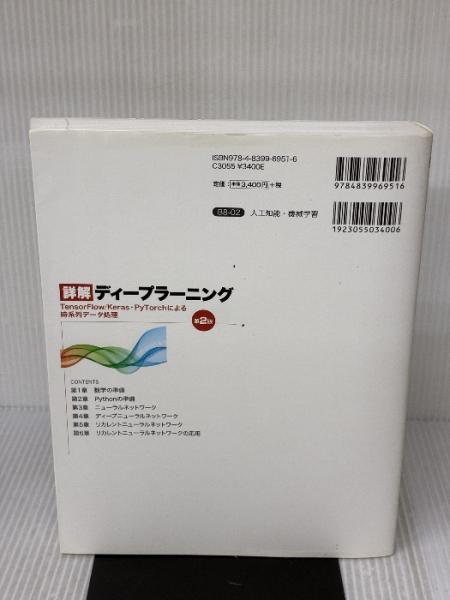 ISBN978-4-8399-6951-6
C3055 ¥3400E
定価：本体3,400円＋税
9784839969516
B8-02 人工知能・機械学習
1923055034006
詳解 ディープラーニング
TensorFlow/Keras・PyTorchによる
時系列データ処理
第2版
CONTENTS
第1章 数学の準備
第2章 Pythonの準備
第3章 ニューラルネットワーク
第4章 ディープニューラルネットワーク
第5章 リカレントニューラルネットワーク
第6章 リカレントニューラルネットワークの応用